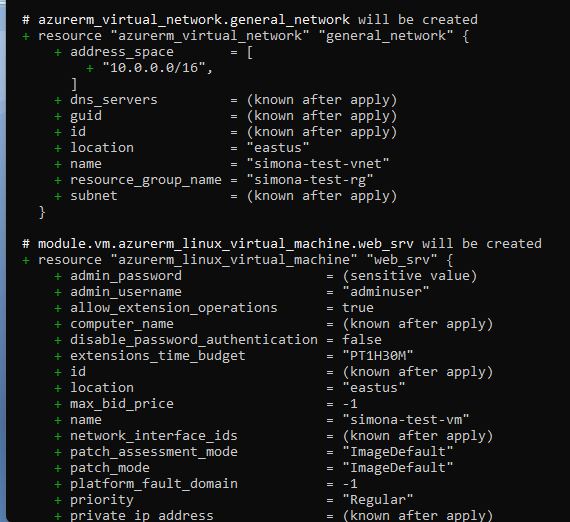 # azurerm_virtual_network.general_network will be created
+ resource "azurerm_virtual_network" "general_network" {
+ address_space = [
+ "10.0.0.0/16",
]
+ dns_servers = (known after apply)
+ guid = (known after apply)
+ id = (known after apply)
+ location = "eastus"
+ name = "simona-test-vnet"
+ resource_group_name = "simona-test-rg"
+ subnet = (known after apply)
}
# module.vm.azurerm_linux_virtual_machine.web_srv will be created
+ resource "azurerm_linux_virtual_machine" "web_srv" {
+ admin_password = (sensitive value)
+ admin_username = "adminuser"
+ allow_extension_operations = true
+ computer_name = (known after apply)
+ disable_password_authentication = false
+ extensions_time_budget = "PT1H30M"
+ id = (known after apply)
+ location = "eastus"
+ max_bid_price = -1
+ name = "simona-test-vm"
+ network_interface_ids = (known after apply)
+ patch_assessment_mode = "ImageDefault"
+ patch_mode = "ImageDefault"
+ platform_fault_domain = -1
+ priority = "Regular"
+ private_ip_address = (known after apply)